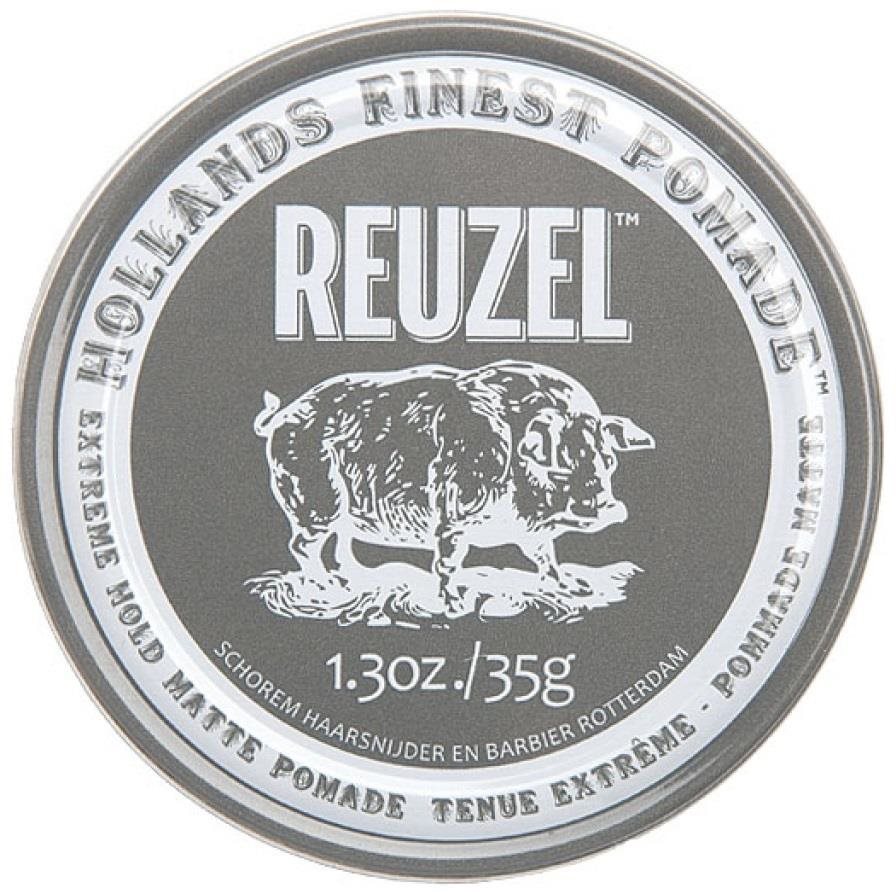 HOLLANDS FINEST POMADE™
REUZEL™
1.3oz./35g
SCHOREM HAARSNIJDER EN BARBIER ROTTERDAM
EXTREME HOLD MATTE POMADE TENUE EXTRÊME - POMMADE MATTE